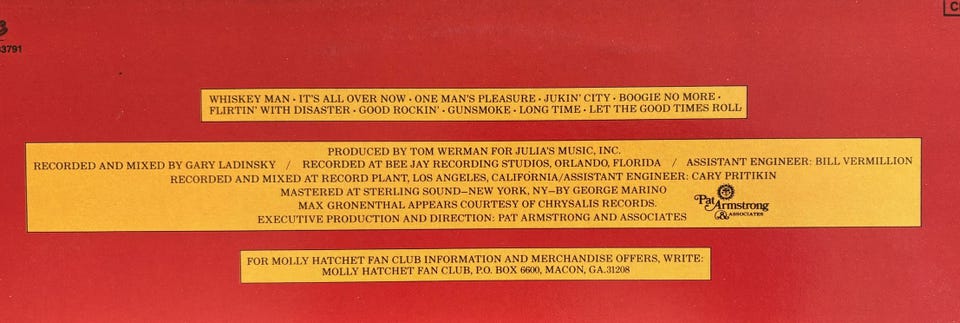 C
3791
WHISKEY MAN · IT'S ALL OVER NOW · ONE MAN'S PLEASURE · JUKIN' CITY · BOOGIE NO MORE ·
FLIRTIN' WITH DISASTER · GOOD ROCKIN' · GUNSMOKE · LONG TIME · LET THE GOOD TIMES ROLL
PRODUCED BY TOM WERMAN FOR JULIA'S MUSIC, INC.
RECORDED AND MIXED BY GARY LADINSKY / RECORDED AT BEE JAY RECORDING STUDIOS, ORLANDO, FLORIDA / ASSISTANT ENGINEER: BILL VERMILLION
RECORDED AND MIXED AT RECORD PLANT, LOS ANGELES, CALIFORNIA/ASSISTANT ENGINEER: CARY PRITIKIN
MASTERED AT STERLING SOUND–NEW YORK, NY–BY GEORGE MARINO
MAX GRONENTHAL APPEARS COURTESY OF CHRYSALIS RECORDS.
EXECUTIVE PRODUCTION AND DIRECTION: PAT ARMSTRONG AND ASSOCIATES
Pat
Armstrong
& ASSOCIATES
FOR MOLLY HATCHET FAN CLUB INFORMATION AND MERCHANDISE OFFERS, WRITE:
MOLLY HATCHET FAN CLUB, P.O. BOX 6600, MACON, GA.31208